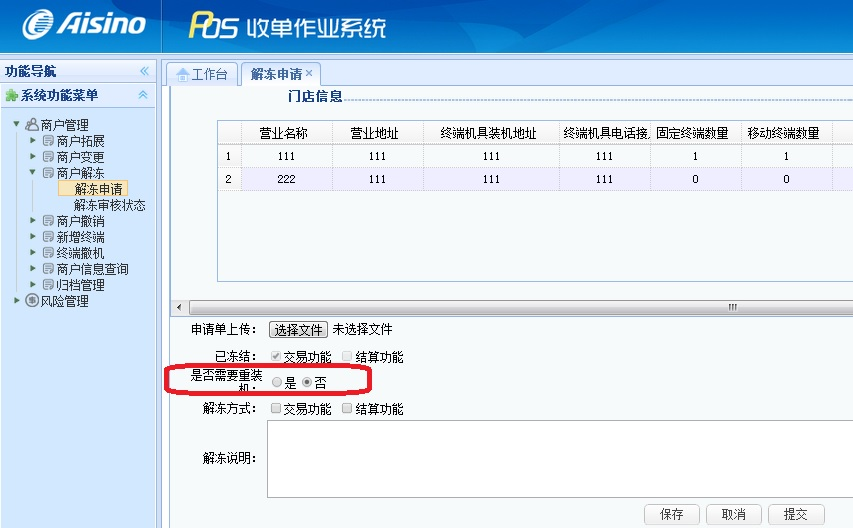 Aisino POS 收单作业系统
功能导航
系统功能菜单
商户管理
商户拓展
商户变更
商户解冻
解冻申请
解冻审核状态
商户撤销
新增终端
终端撤机
商户信息查询
归档管理
风险管理
工作台 解冻申请
门店信息
营业名称 营业地址 终端机具装机地址 终端机具电话接 固定终端数量 移动终端数量
1 111 111 111 111 1 1
2 222 111 111 111 0 0
申请单上传： 选择文件 未选择文件
已冻结： 交易功能 结算功能
是否需要重装
机： 是 否
解冻方式： 交易功能 结算功能
解冻说明：
保存 取消 提交